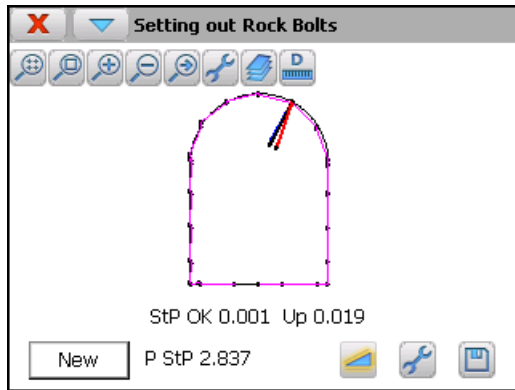 X
Setting out Rock Bolts
D
StP OK 0.001 Up 0.019
New P StP 2.837